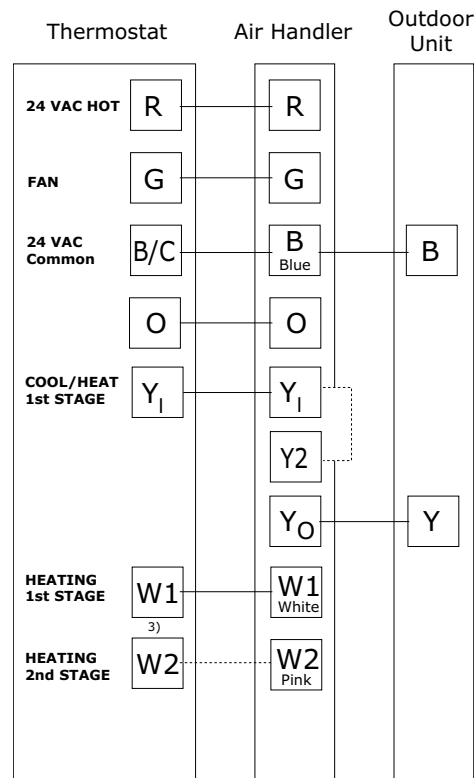 Thermostat Air Handler Outdoor
Unit
24 VAC HOT R R
FAN G G
24 VAC
Common B/C B B
Blue
O O
COOL/HEAT
1st STAGE YI YI
Y2
YO Y
HEATING
1st STAGE W1 W1
White
3)
HEATING
2nd STAGE W2 W2
Pink